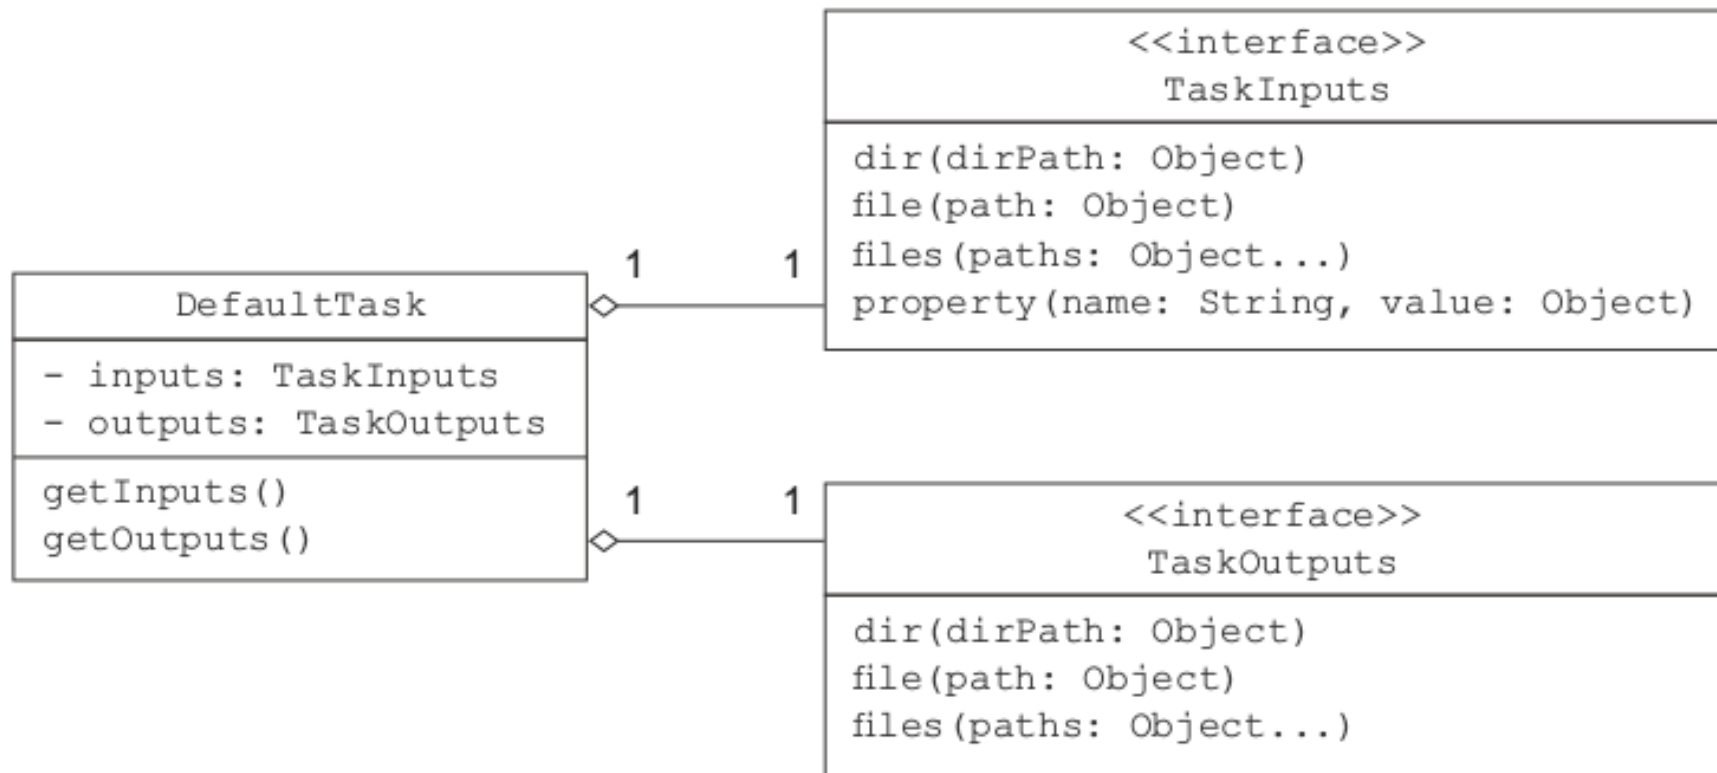 <<interface>>
TaskInputs
dir(dirPath: Object)
file(path: Object)
files(paths: Object...)
property(name: String, value: Object)
1 1
DefaultTask
- inputs: TaskInputs
- outputs: TaskOutputs
getInputs()
getOutputs()
1 1
<<interface>>
TaskOutputs
dir(dirPath: Object)
file(path: Object)
files(paths: Object...)